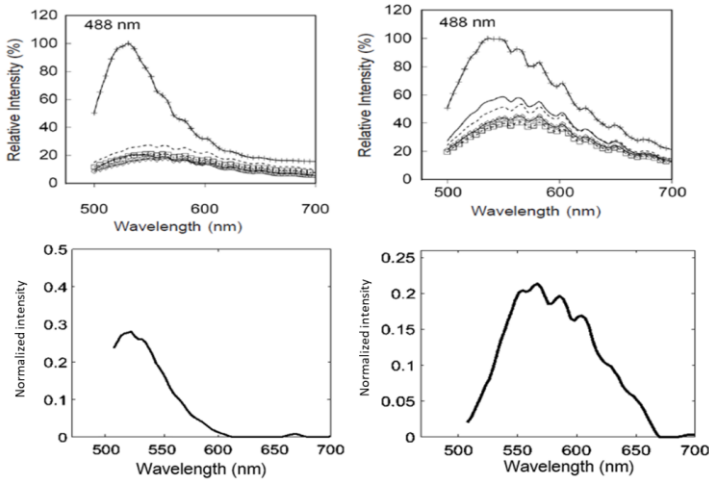 488 nm
120
100
80
60
40
20
0
Relative Intensity (%)
500 600 700
Wavelength (nm)
488 nm
120
100
80
60
40
20
0
Relative Intensity (%)
500 600 700
Wavelength (nm)
0.5
0.4
0.3
0.2
0.1
0
Normalized intensity
500 550 600 650 700
Wavelength (nm)
0.25
0.2
0.15
0.1
0.05
0
Normalized intensity
500 550 600 650 700
Wavelength (nm)